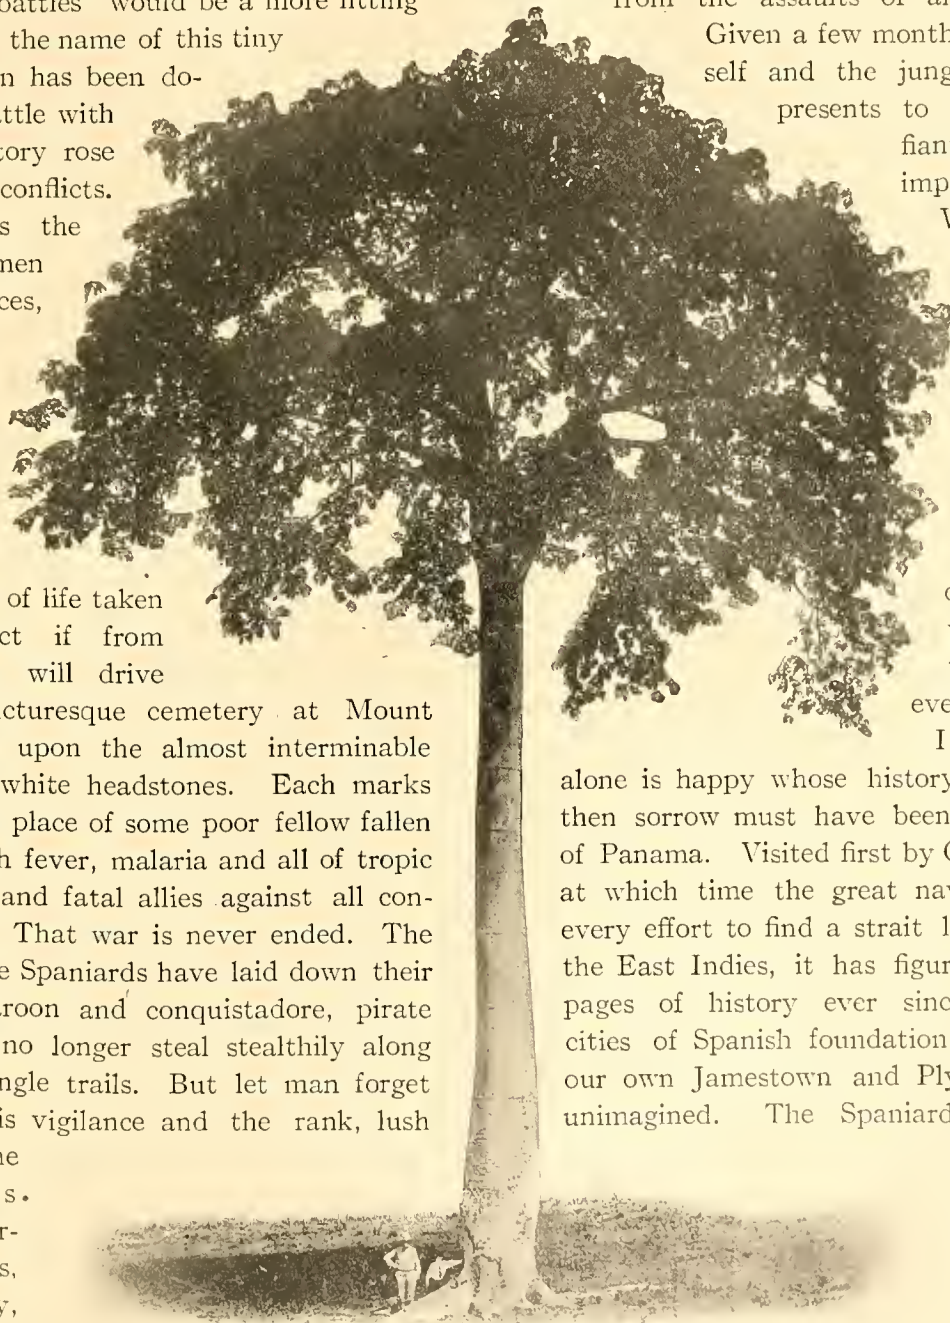 would be a more fitting
the name of this tiny
n has been do-
ttle with
tory rose
conflicts.
s the
men
ces,
of life taken
ct if from
will drive
cturesque cemetery at Mount
upon the almost interminable
white headstones. Each marks
place of some poor fellow fallen
h fever, malaria and all of tropic
and fatal allies against all con-
That war is never ended. The
e Spaniards have laid down their
roon and conquistadore, pirate
no longer steal stealthily along
ngle trails. But let man forget
is vigilance and the rank, lush
ne
s.
r-
s,
y,
from the assaults of
Given a few month
self and the jung
presents to
fian
imp
eve
I
alone is happy whose history
then sorrow must have been
of Panama. Visited first by C
at which time the great nav
every effort to find a strait
the East Indies, it has figur
pages of history ever sinc
cities of Spanish foundation
our own Jamestown and Ply
unimagined. The Spaniard